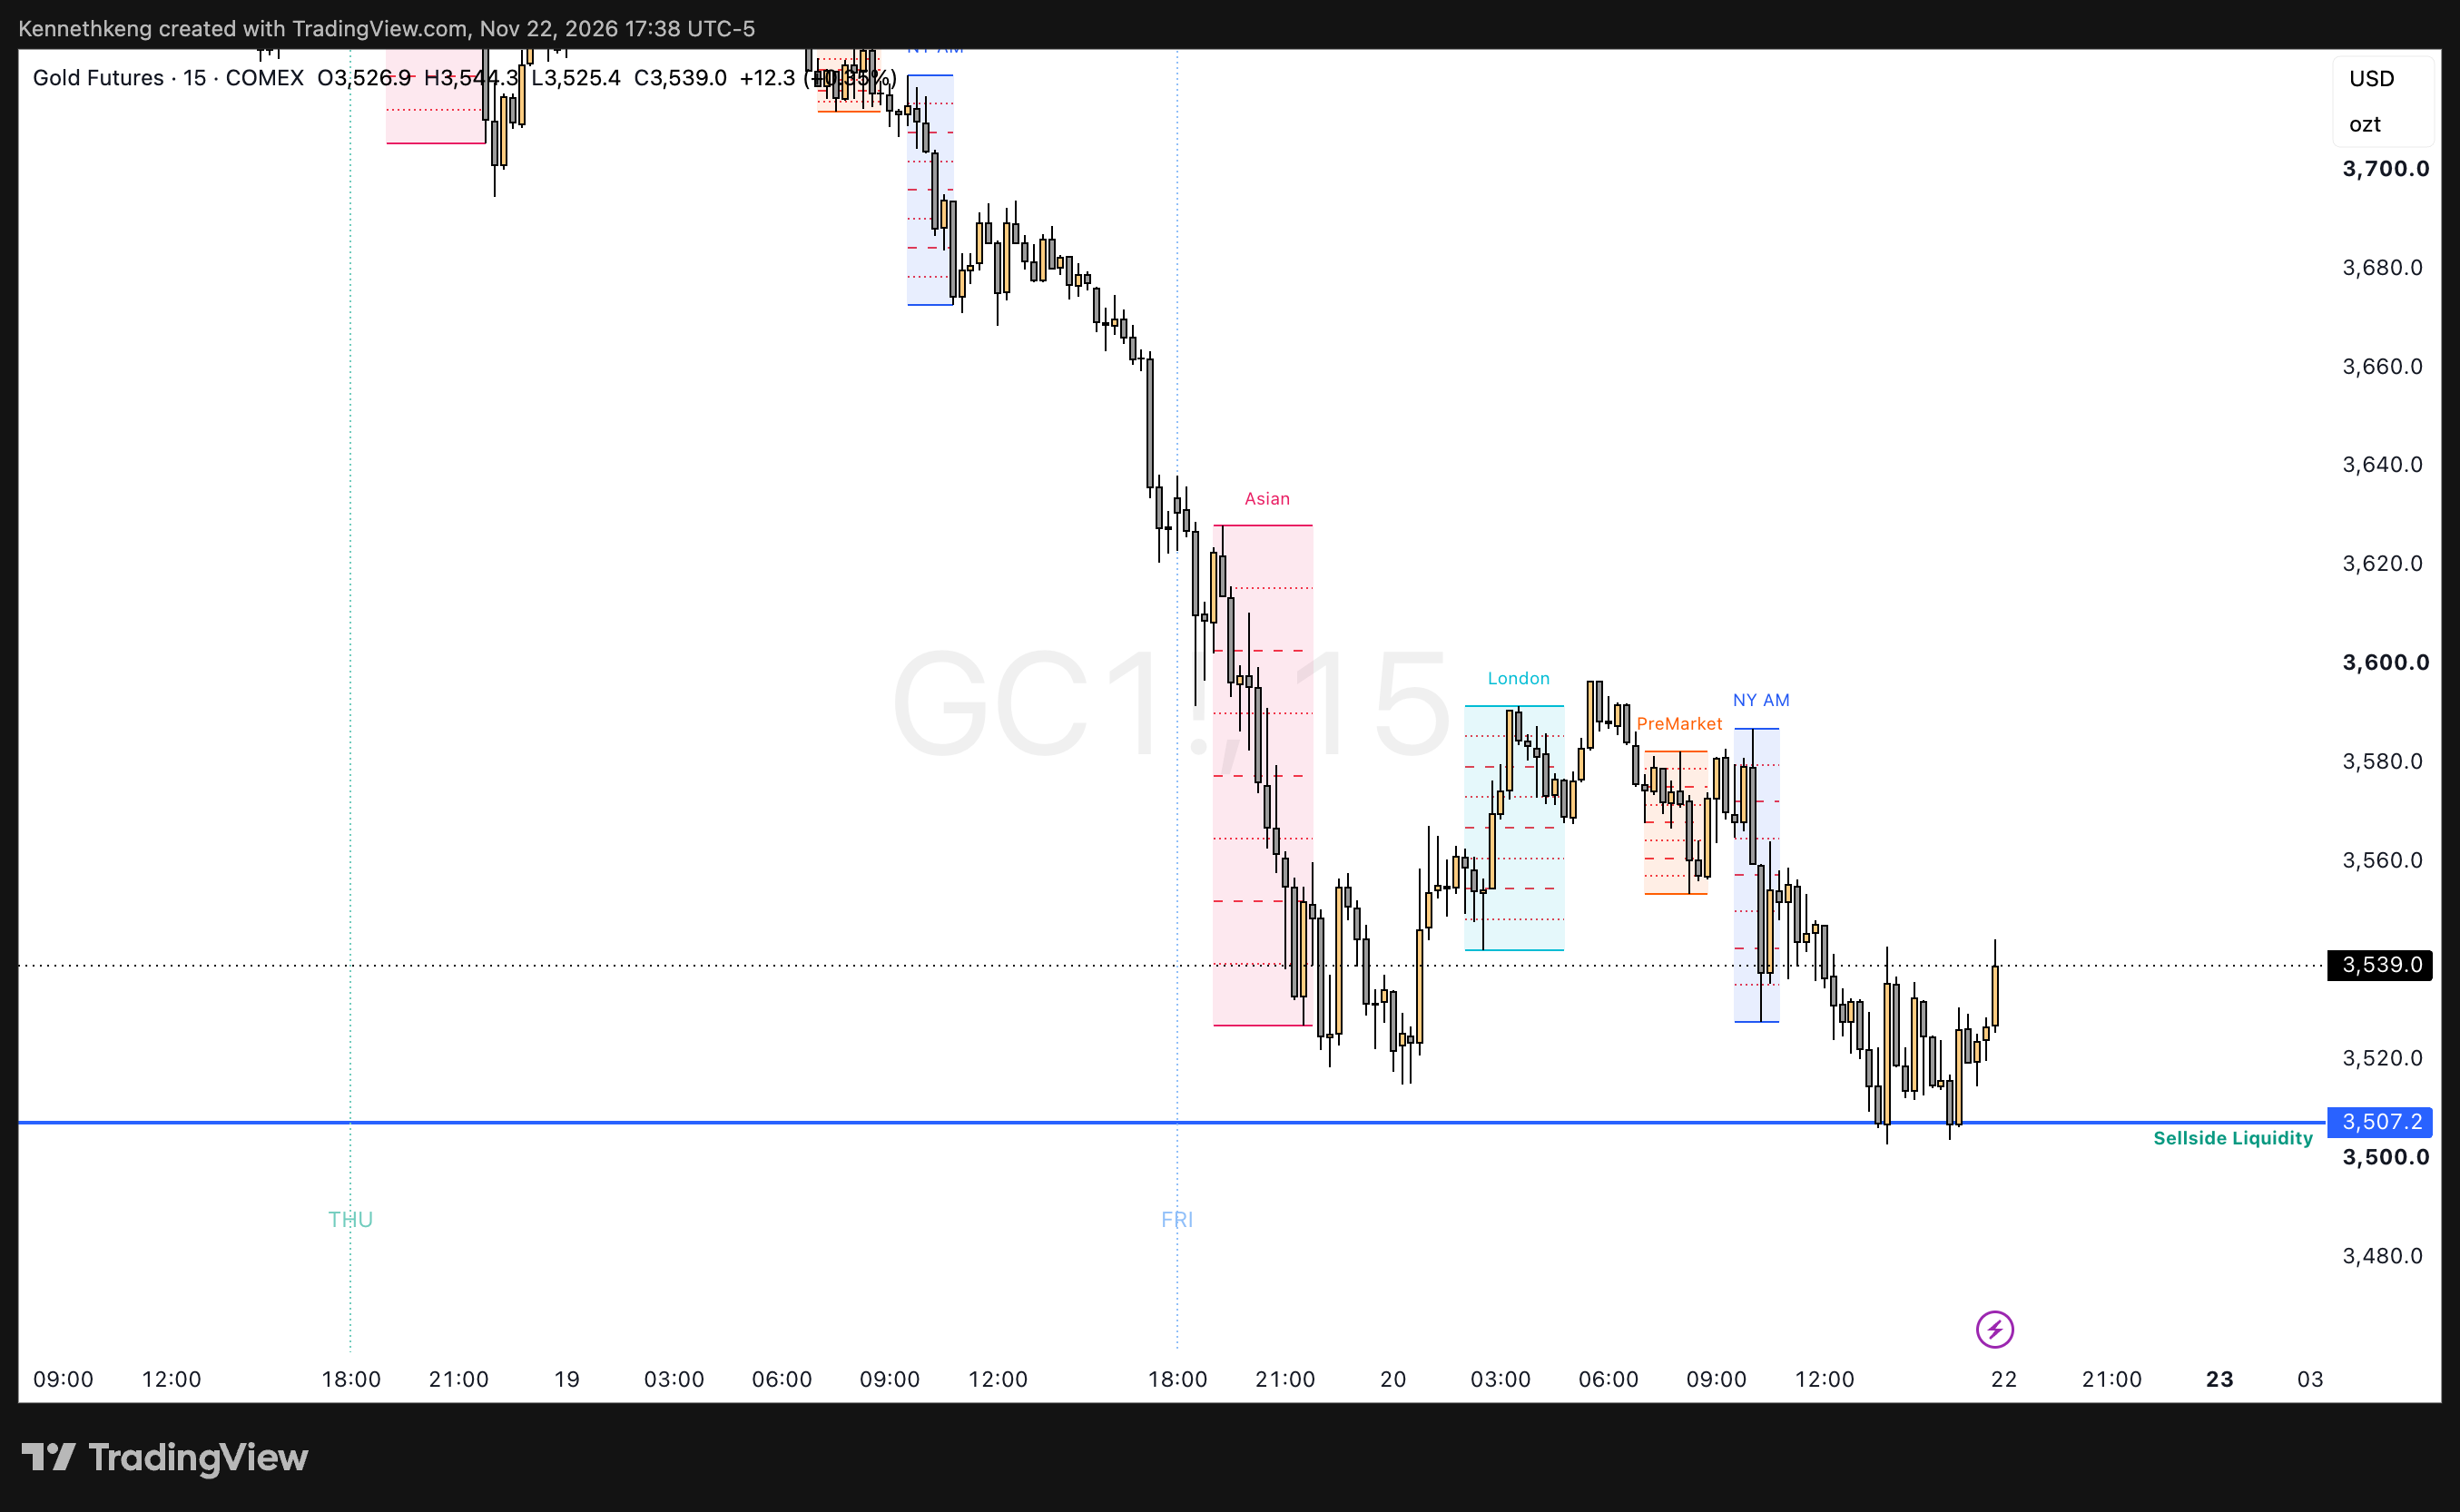 Kennethkeng created with TradingView.com, Nov 22, 2026 17:38 UTC-5
NY AM
Gold Futures · 15 · COMEX O3,526.9 H3,544.3 L3,525.4 C3,539.0 +12.3 (+0.35%)
USD
ozt
3,700.0
3,680.0
3,660.0
3,640.0
3,620.0
3,600.0
3,580.0
3,560.0
3,539.0
3,520.0
3,507.2
3,500.0
3,480.0
Asian
GC1!, 15
London
NY AM
PreMarket
Sellside Liquidity
THU
FRI
09:00 12:00 18:00 21:00 19 03:00 06:00 09:00 12:00 18:00 21:00 20 03:00 06:00 09:00 12:00 22 21:00 23 03
TradingView